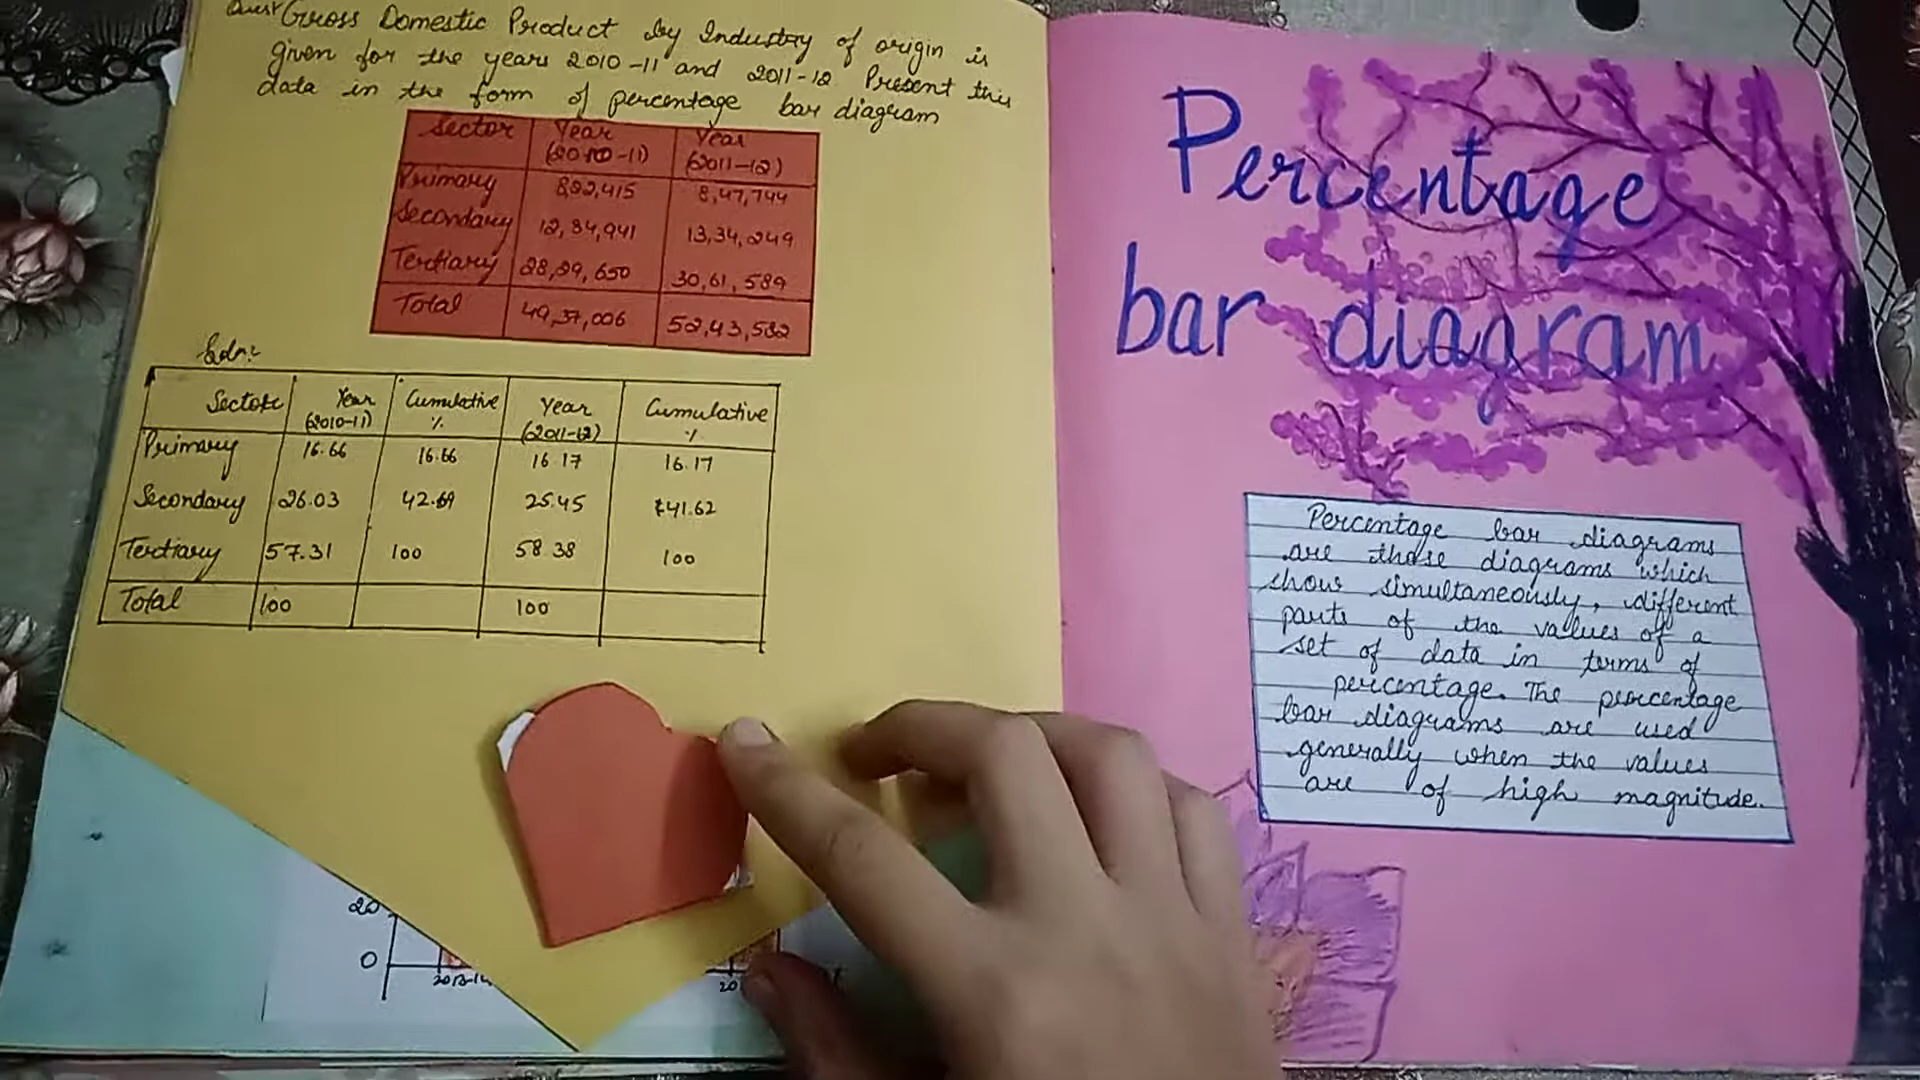 Ques Gross Domestic Product by Industry of origin is
given for the years 2010-11 and 2011-12 Present this
data in the form of percentage bar diagram
Sector Year (2010-11) Year (2011-12)
Primary 8,47,744
Secondary 12,84,941 13,34,249
Tertiary 28,29,650 30,61,589
Total 49,37,006 52,43,582
Soln:
Sector Year (2010-11) Cumulative % Year (2011-12) Cumulative %
Primary 16.66 16.66 16.17 16.17
Secondary 26.03 42.69 25.45 41.62
Tertiary 57.31 100 58.38 100
Total 100 100
20
0
2013-14
20
Percentage
bar diagram
Percentage bar diagrams
are those diagrams which
show simultaneously, different
parts of the values of a
set of data in terms of
percentage. The percentage
bar diagrams are used
generally when the values
are of high magnitude.